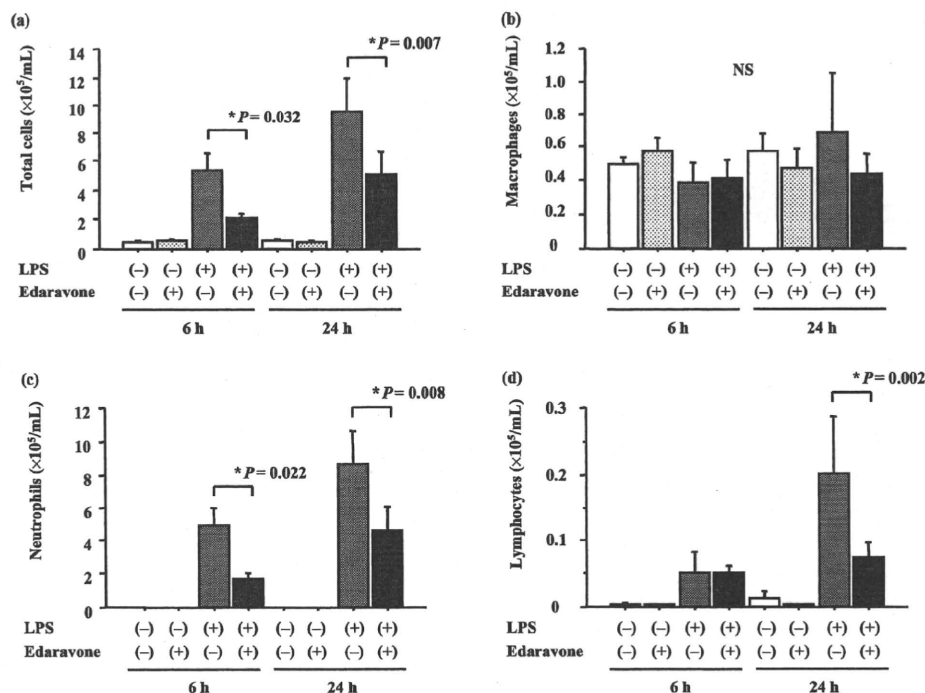 (a)
* P = 0.007
* P = 0.032
Total cells (×10⁵/mL)
14
12
10
8
6
4
2
0
LPS (–) (–) (+) (+) (–) (–) (+) (+)
Edaravone (–) (+) (–) (+) (–) (+) (–) (+)
6 h 24 h
(b)
NS
Macrophages (×10⁵/mL)
1.6
1.2
1.0
0.8
0.6
0.4
0.2
0
LPS (–) (–) (+) (+) (–) (–) (+) (+)
Edaravone (–) (+) (–) (+) (–) (+) (–) (+)
6 h 24 h
(c)
* P = 0.008
* P = 0.022
Neutrophils (×10⁵/mL)
12
10
8
6
4
2
0
LPS (–) (–) (+) (+) (–) (–) (+) (+)
Edaravone (–) (+) (–) (+) (–) (+) (–) (+)
6 h 24 h
(d)
* P = 0.002
Lymphocytes (×10⁵/mL)
0.3
0.2
0.1
0
LPS (–) (–) (+) (+) (–) (–) (+) (+)
Edaravone (–) (+) (–) (+) (–) (+) (–) (+)
6 h 24 h